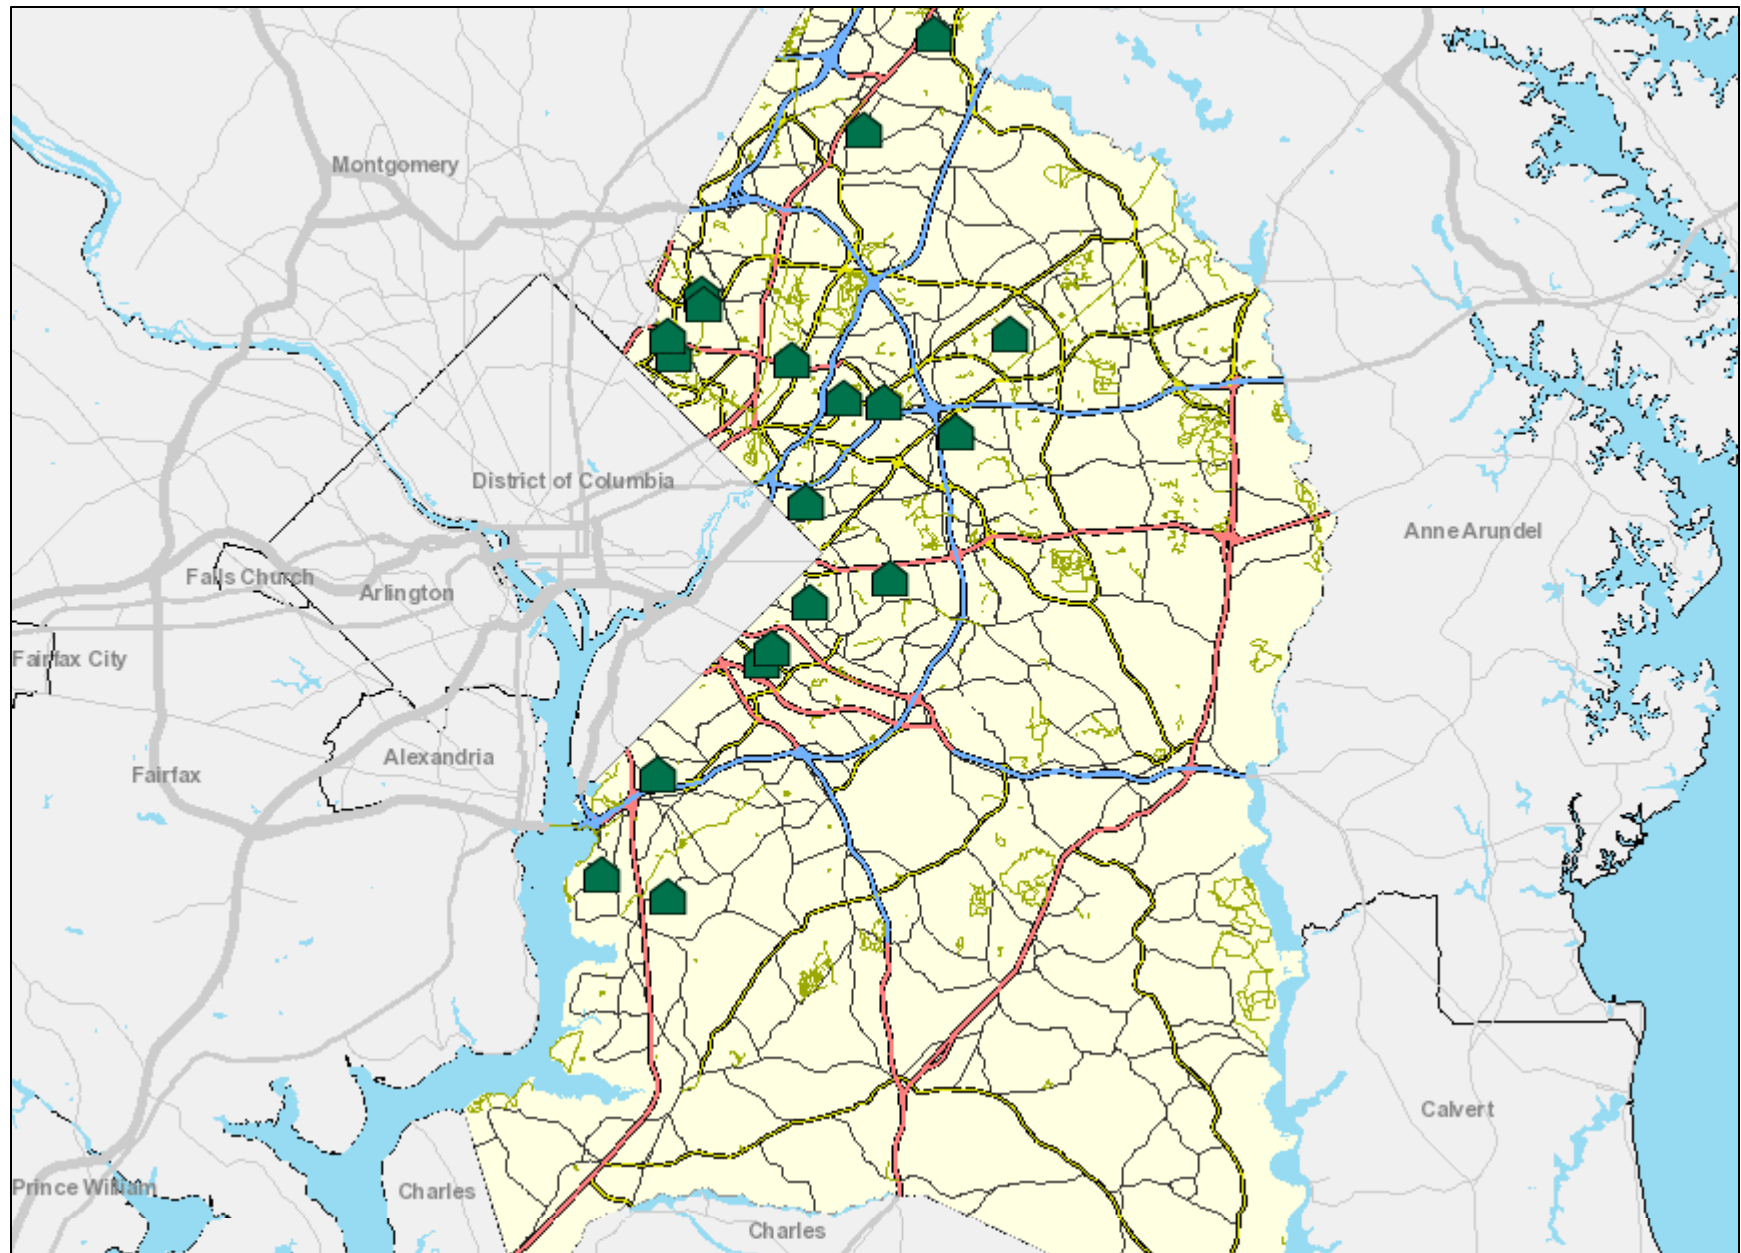 Montgomery
District of Columbia
Anne Arundel
Falls Church
Arlington
Fairfax City
Alexandria
Fairfax
Calvert
Prince William
Charles
Charles